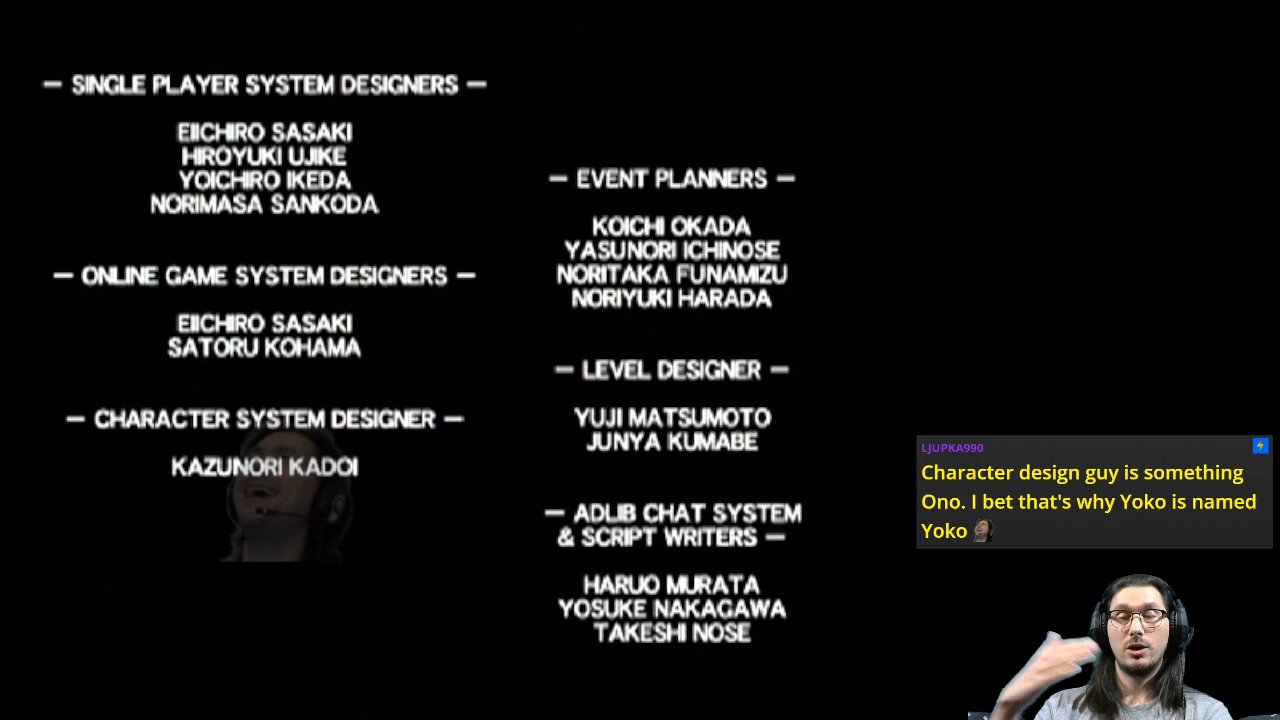 — SINGLE PLAYER SYSTEM DESIGNERS —
EIICHIRO SASAKI
HIROYUKI UJIKE
YOICHIRO IKEDA
NORIMASA SANKODA
— ONLINE GAME SYSTEM DESIGNERS —
EIICHIRO SASAKI
SATORU KOHAMA
— CHARACTER SYSTEM DESIGNER —
KAZUNORI KADOI
— EVENT PLANNERS —
KOICHI OKADA
YASUNORI ICHINOSE
NORITAKA FUNAMIZU
NORIYUKI HARADA
— LEVEL DESIGNER —
YUJI MATSUMOTO
JUNYA KUMABE
— ADLIB CHAT SYSTEM
& SCRIPT WRITERS —
HARUO MURATA
YOSUKE NAKAGAWA
TAKESHI NOSE
LJUPKA990
Character design guy is something
Ono. I bet that's why Yoko is named
Yoko